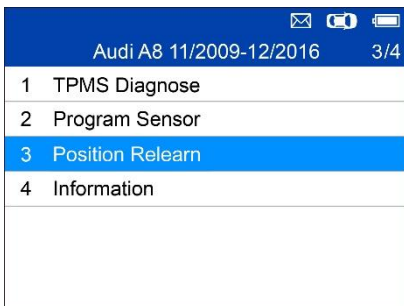 Audi A8 11/2009-12/2016 3/4
1 TPMS Diagnose
2 Program Sensor
3 Position Relearn
4 Information